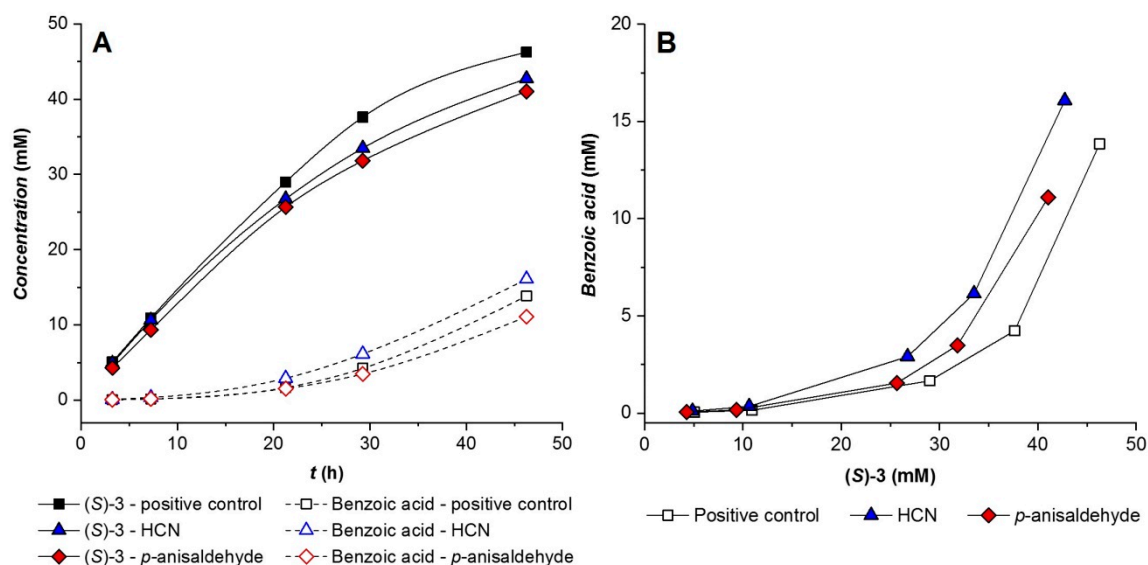 A
B
Concentration (mM)
50
40
30
20
10
0
0 10 20 30 40 50
t (h)
Benzoic acid (mM)
20
15
10
5
0
0 10 20 30 40 50
(S)-3 (mM)
(S)-3 - positive control
(S)-3 - HCN
(S)-3 - p-anisaldehyde
Benzoic acid - positive control
Benzoic acid - HCN
Benzoic acid - p-anisaldehyde
Positive control HCN p-anisaldehyde